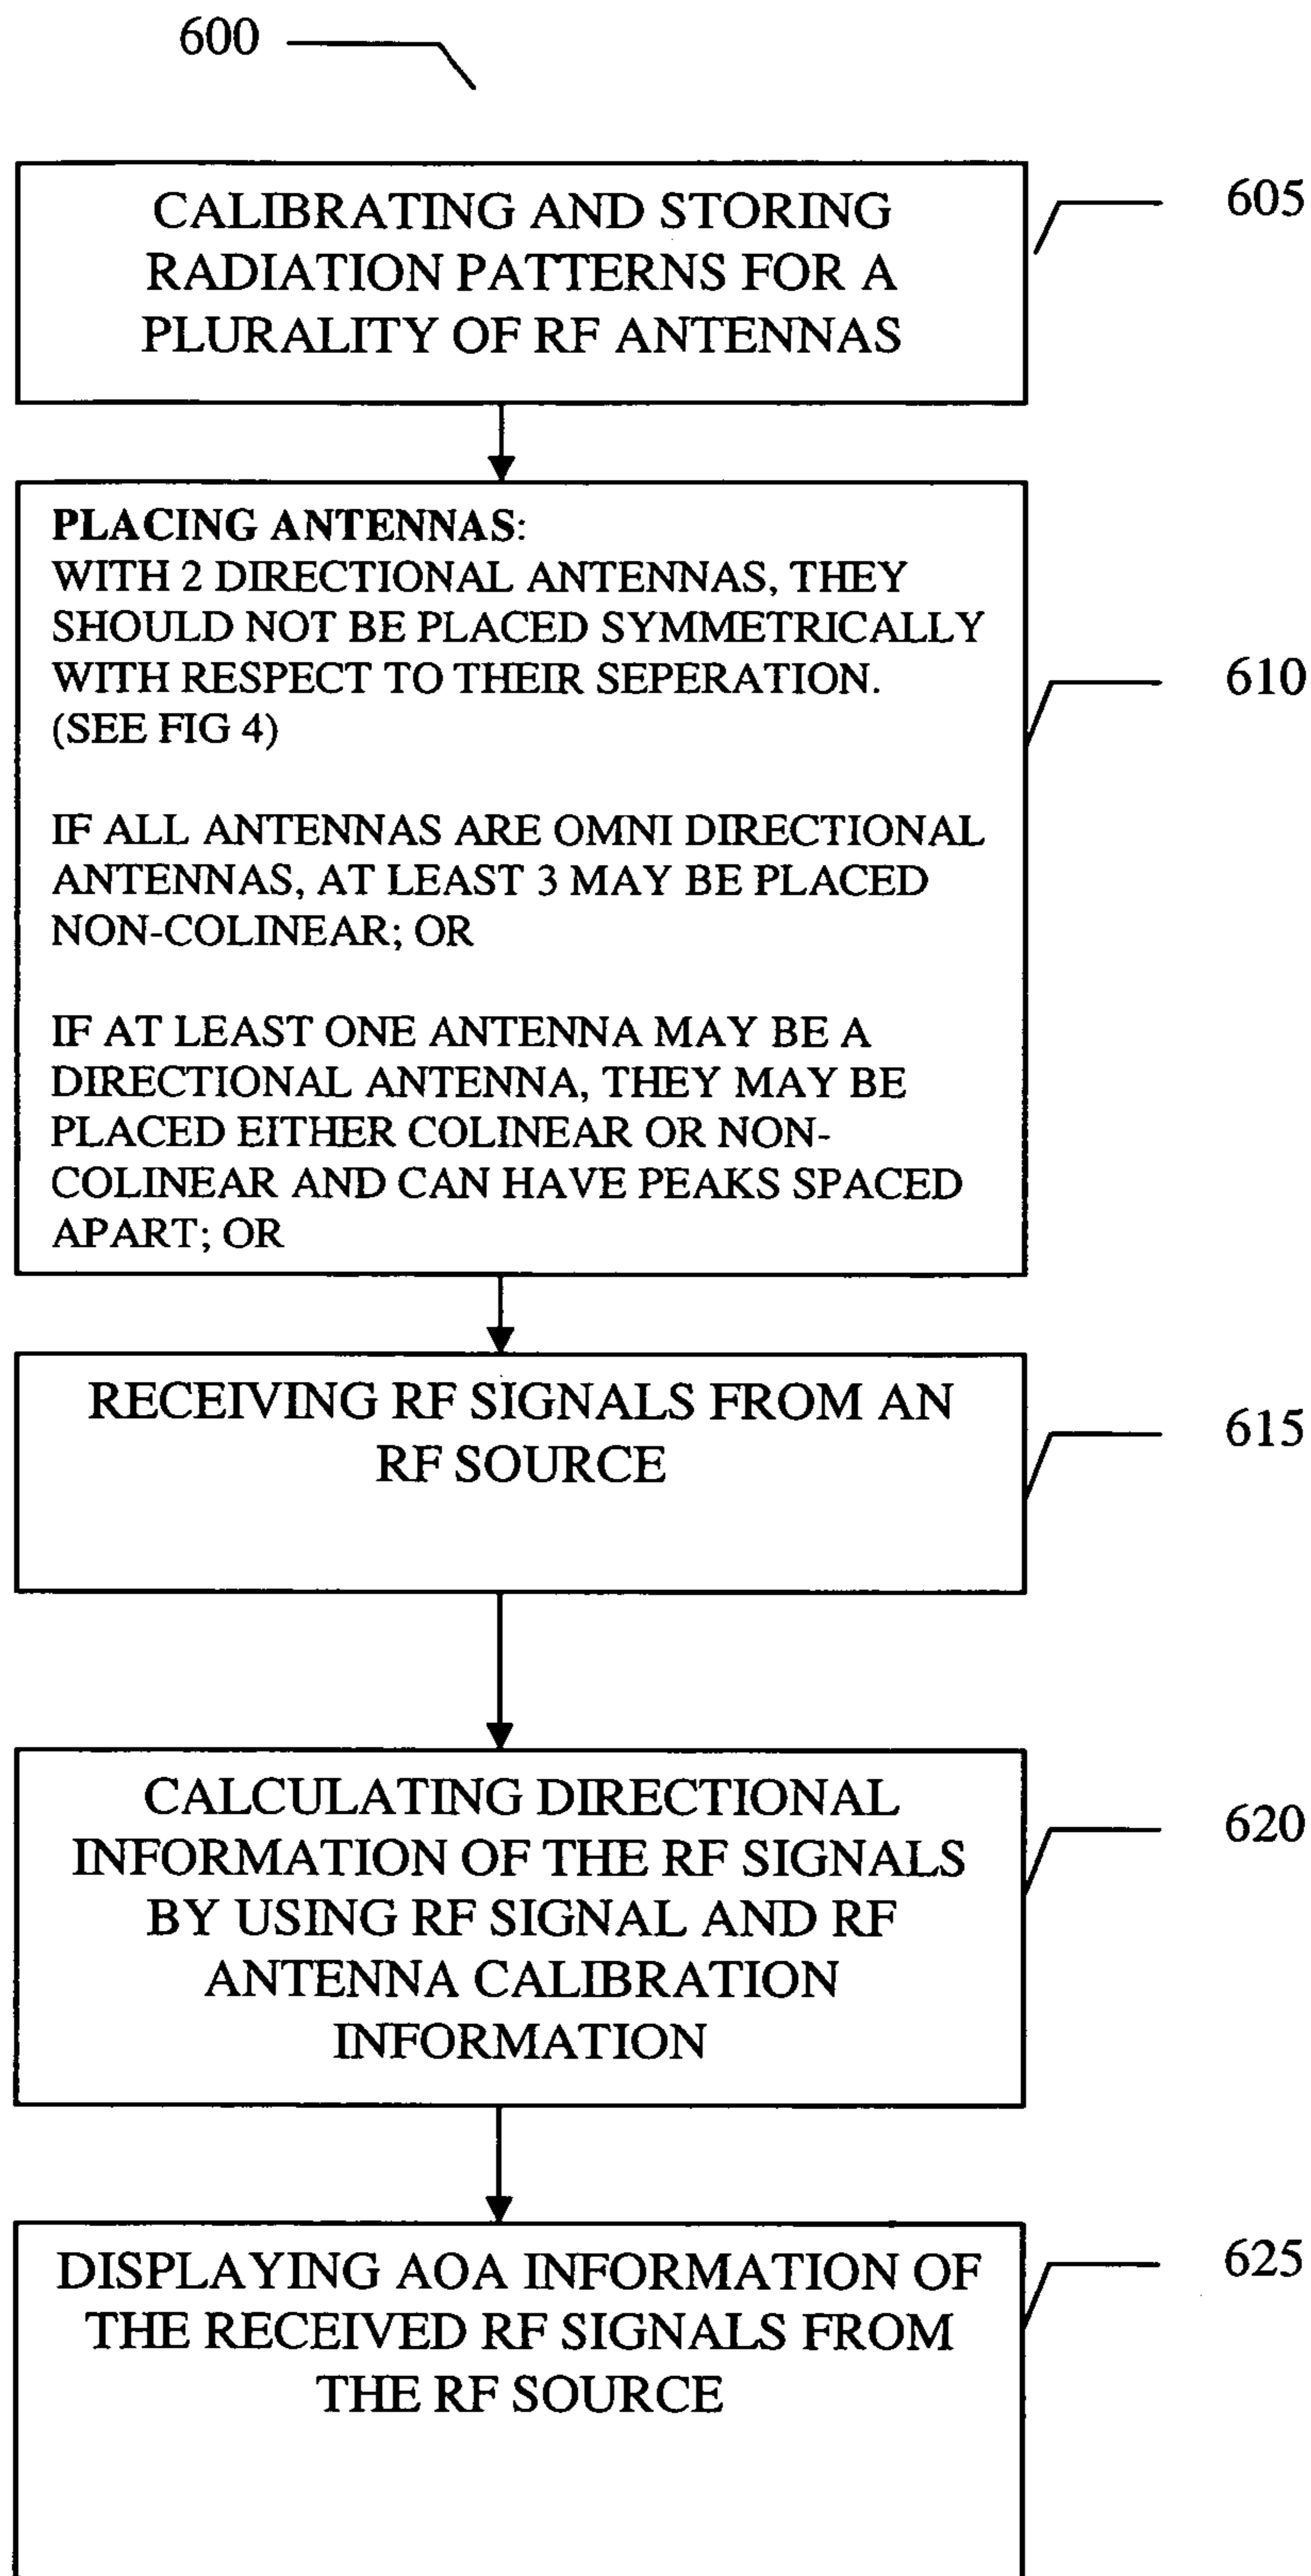 600
CALIBRATING AND STORING
RADIATION PATTERNS FOR A
PLURALITY OF RF ANTENNAS
605
PLACING ANTENNAS:
WITH 2 DIRECTIONAL ANTENNAS, THEY
SHOULD NOT BE PLACED SYMMETRICALLY
WITH RESPECT TO THEIR SEPERATION.
(SEE FIG 4)
IF ALL ANTENNAS ARE OMNI DIRECTIONAL
ANTENNAS, AT LEAST 3 MAY BE PLACED
NON-COLINEAR; OR
IF AT LEAST ONE ANTENNA MAY BE A
DIRECTIONAL ANTENNA, THEY MAY BE
PLACED EITHER COLINEAR OR NON-
COLINEAR AND CAN HAVE PEAKS SPACED
APART; OR
610
RECEIVING RF SIGNALS FROM AN
RF SOURCE
615
CALCULATING DIRECTIONAL
INFORMATION OF THE RF SIGNALS
BY USING RF SIGNAL AND RF
ANTENNA CALIBRATION
INFORMATION
620
DISPLAYING AOA INFORMATION OF
THE RECEIVED RF SIGNALS FROM
THE RF SOURCE
625